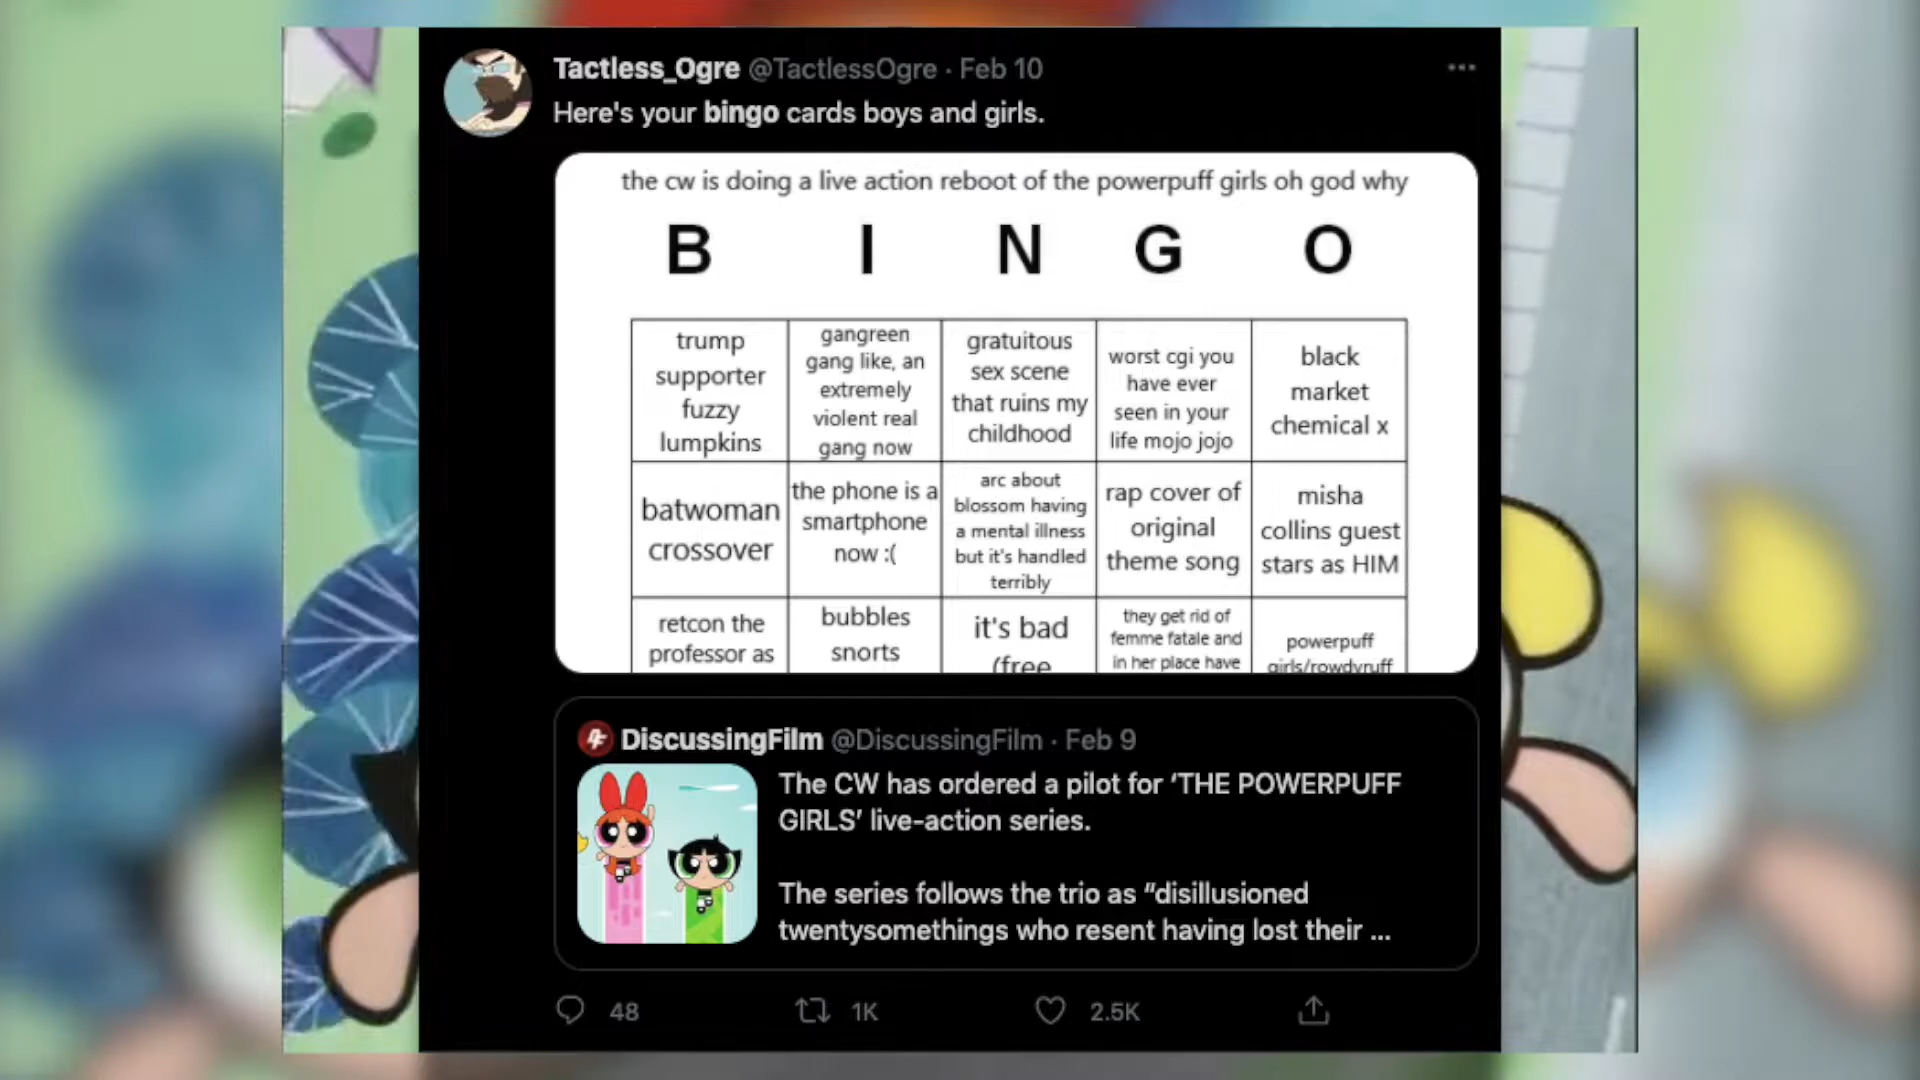 Tactless_Ogre @TactlessOgre · Feb 10
Here's your bingo cards boys and girls.
the cw is doing a live action reboot of the powerpuff girls oh god why
B I N G O
trump
supporter
fuzzy
lumpkins
gangreen
gang like, an
extremely
violent real
gang now
gratuitous
sex scene
that ruins my
childhood
worst cgi you
have ever
seen in your
life mojo jojo
black
market
chemical x
batwoman
crossover
the phone is a
smartphone
now :(
arc about
blossom having
a mental illness
but it's handled
terribly
rap cover of
original
theme song
misha
collins guest
stars as HIM
retcon the
professor as
bubbles
snorts
it's bad
(free
they get rid of
femme fatale and
in her place have
powerpuff
girls/rowdyruff
DiscussingFilm @DiscussingFilm · Feb 9
The CW has ordered a pilot for ‘THE POWERPUFF
GIRLS’ live-action series.
The series follows the trio as “disillusioned
twentysomethings who resent having lost their ...
48 1K 2.5K